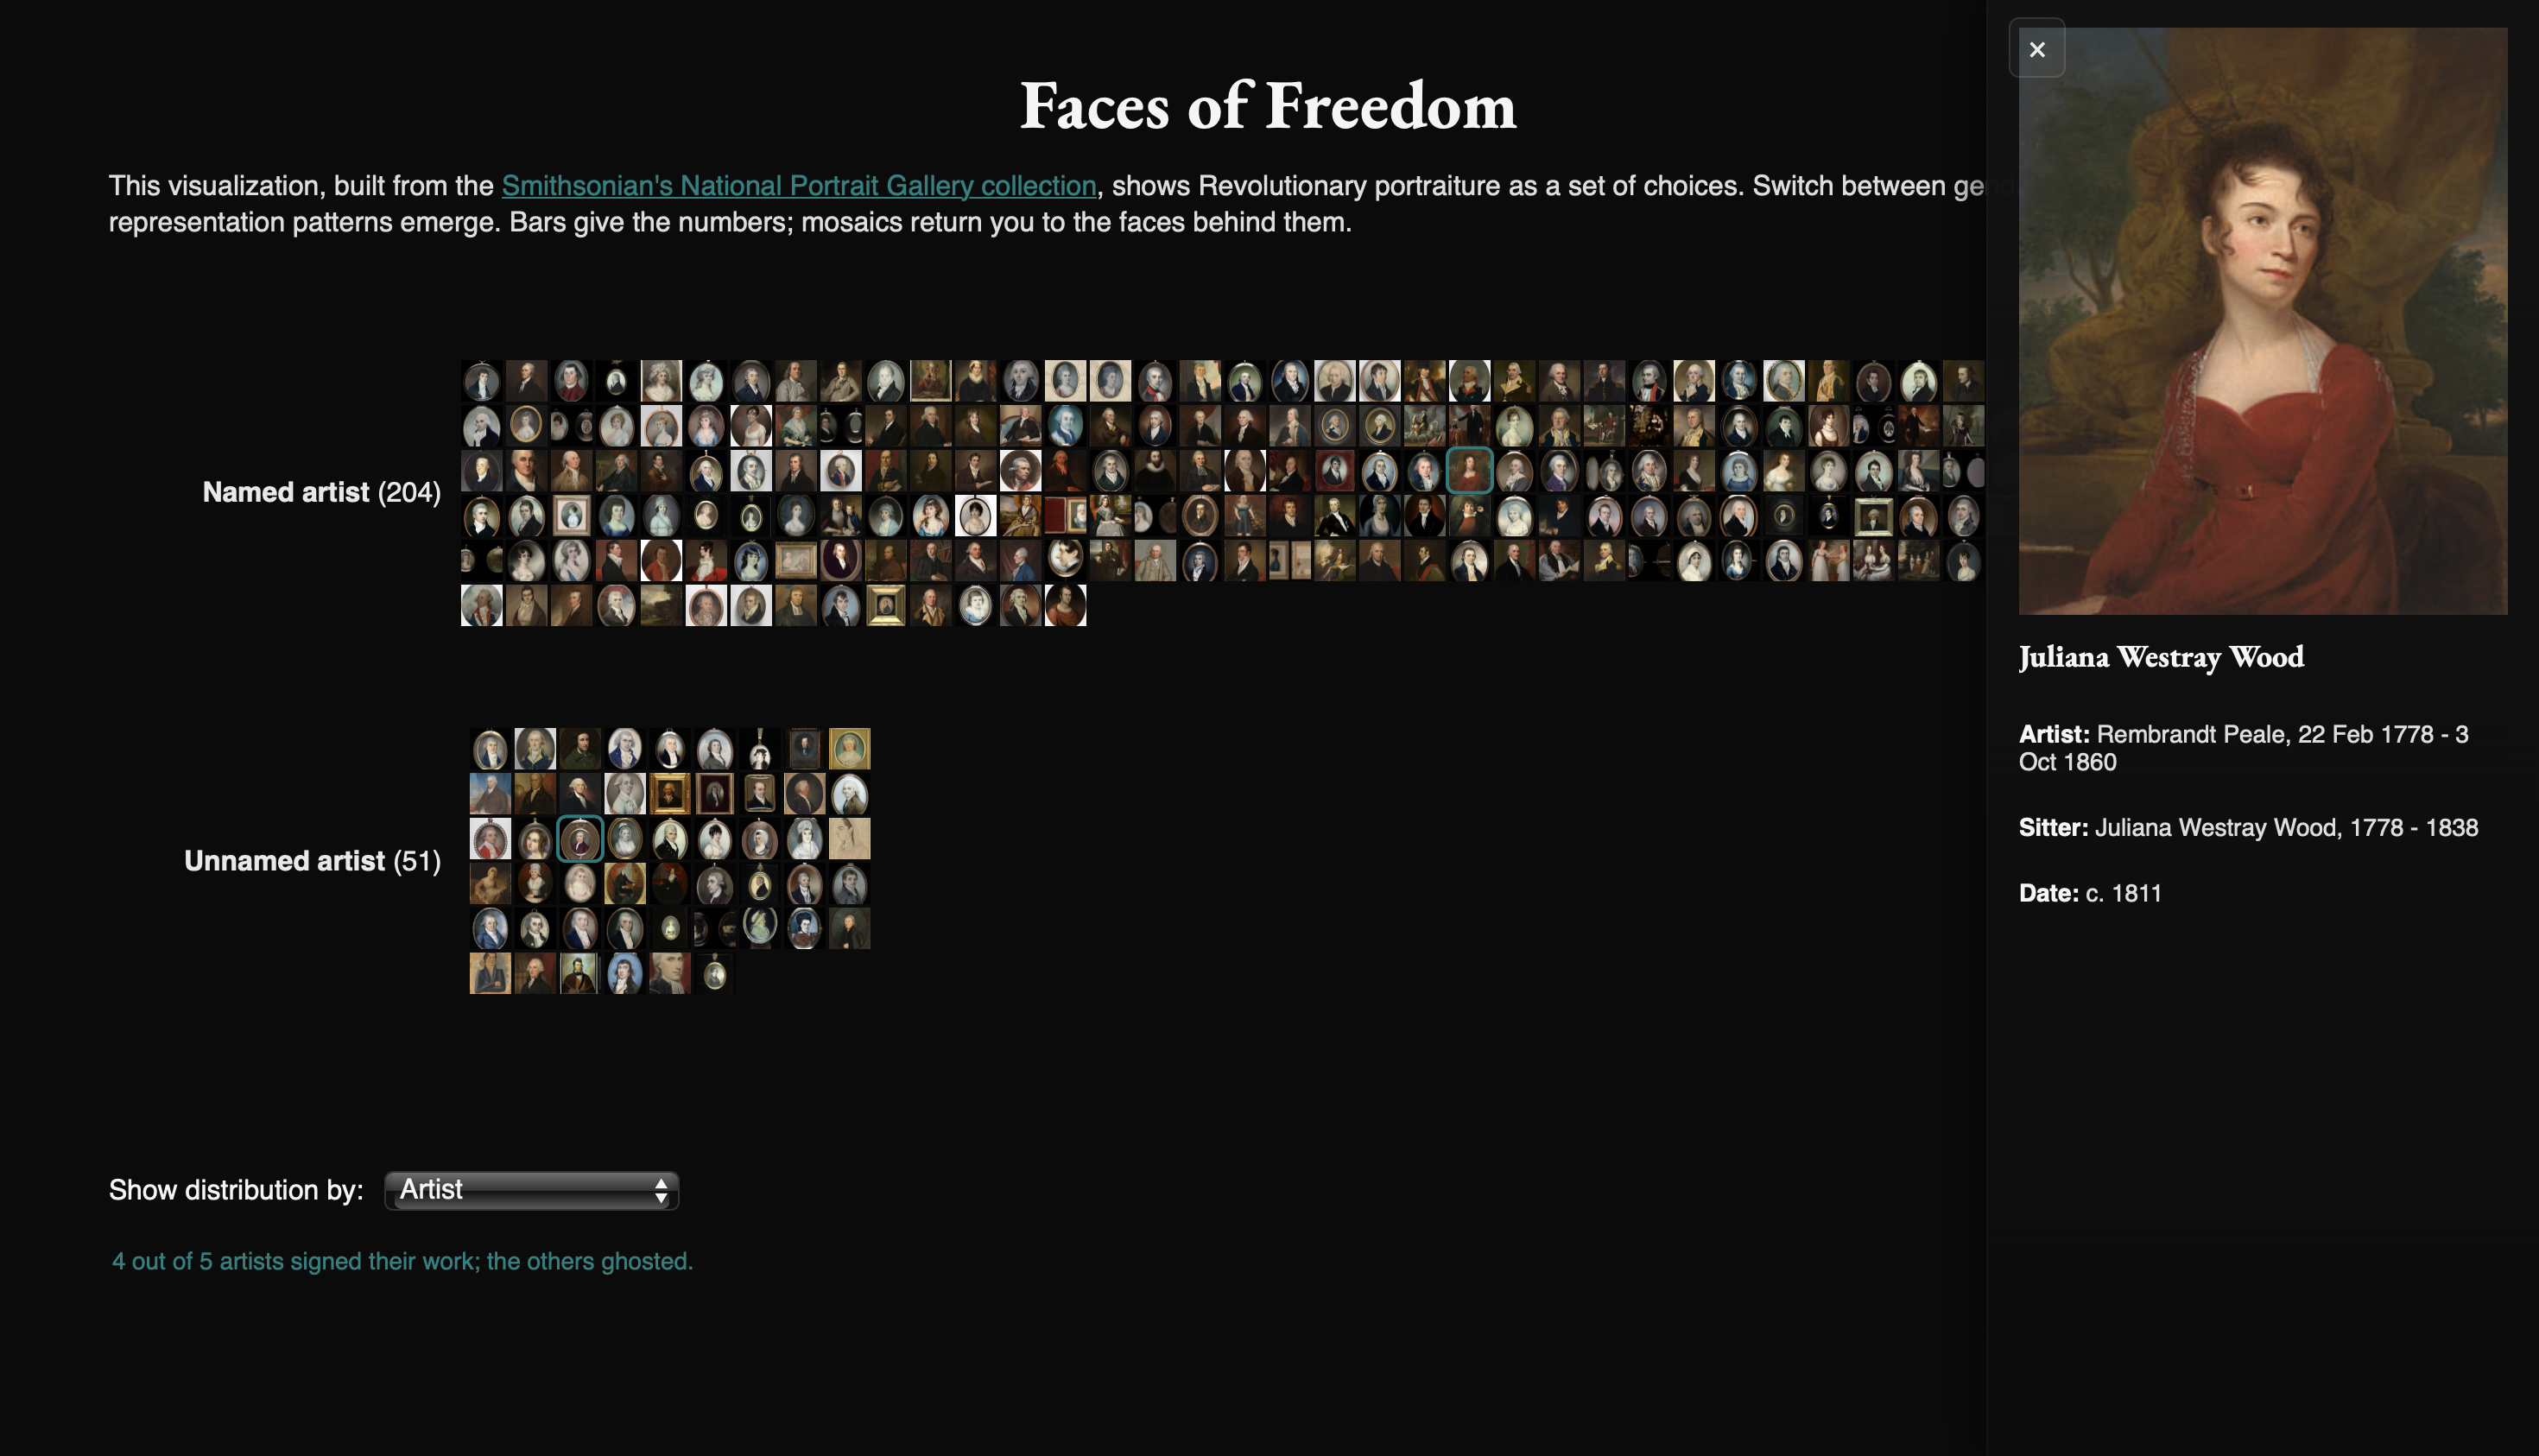 Faces of Freedom
This visualization, built from the Smithsonian's National Portrait Gallery collection, shows Revolutionary portraiture as a set of choices. Switch between
representation patterns emerge. Bars give the numbers; mosaics return you to the faces behind them.
Named artist (204)
Unnamed artist (51)
Show distribution by: Artist
4 out of 5 artists signed their work; the others ghosted.
×
Juliana Westray Wood
Artist: Rembrandt Peale, 22 Feb 1778 - 3
Oct 1860
Sitter: Juliana Westray Wood, 1778 - 1838
Date: c. 1811